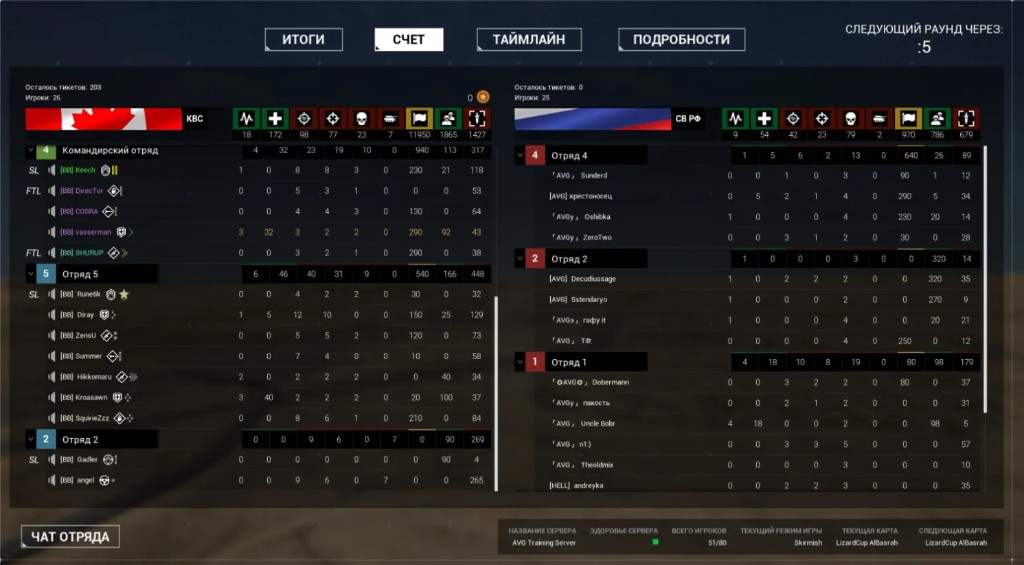 ИТОГИ
СЧЕТ
ТАЙМЛАЙН
ПОДРОБНОСТИ
СЛЕДУЮЩИЙ РАУНД ЧЕРЕЗ:
:5
Осталось тикетов: 203
Игроки: 26
0
КВС
18 172 98 77 23 7 11950 1865 1427
4 Командирский отряд 4 32 23 19 10 0 940 113 317
SL [BB] Keech 1 0 8 8 3 0 230 21 118
FTL [BB] DirecTor 0 0 5 3 1 0 0 0 53
[BB] COBRA 0 0 4 4 3 0 130 0 64
[BB] vasserman 3 32 3 2 2 0 290 92 43
FTL [BB] SHURUP 0 0 3 2 1 0 290 0 38
5 Отряд 5 6 46 40 31 9 0 540 166 448
SL [BB] Runetik 0 0 4 2 2 0 30 0 32
[BB] Diray 1 5 12 10 0 0 150 25 129
[BB] ZensU 0 0 5 5 2 0 120 0 73
[BB] Summer 0 0 7 4 0 0 10 0 58
[BB] Hikkomaru 2 0 2 2 2 0 0 40 34
[BB] Kroasawn 3 40 2 2 2 0 20 100 37
[BB] SquirieZzz 0 0 8 6 1 0 210 0 84
2 Отряд 2 0 0 9 6 0 7 0 90 269
SL [BB] Gadler 0 0 0 0 0 0 0 90 4
[BB] angel 0 0 9 6 0 7 0 0 265
Осталось тикетов: 0
Игроки: 25
СВ РФ
9 54 42 23 79 2 970 786 679
4 Отряд 4 1 5 6 2 13 0 640 26 89
「AVG」 Sunderd 0 0 1 0 3 0 90 1 12
[AVG] крестоносец 0 5 2 1 4 0 290 5 34
「AVGу」 Oshibka 1 0 0 0 4 0 230 20 14
「AVGу」 ZeroTwo 0 0 3 1 2 0 30 0 28
2 Отряд 2 1 0 0 0 3 0 0 320 14
[AVG] Decudiussage 1 0 2 2 2 0 0 320 35
[AVG] Sstendaryo 1 0 0 0 2 0 0 270 9
「AVGэ」 гафу it 1 0 0 0 4 0 0 20 21
「AVG」 Tilt 1 0 0 0 4 0 250 0 12
1 Отряд 1 4 18 10 8 19 0 80 98 179
「✪AVG✪」 Dobermann 0 0 3 2 2 0 80 0 37
「AVGу」 пакость 0 0 2 1 2 0 0 0 31
「AVG」 Uncle Bobr 4 18 0 0 2 0 0 98 5
「AVG」 n1:) 0 0 3 3 5 0 0 0 57
「AVG」 Theoldmix 0 0 0 0 3 0 0 0 10
[HELL] andreyka 0 0 2 2 3 0 0 0 35
ЧАТ ОТРЯДА
НАЗВАНИЕ СЕРВЕРА ЗДОРОВЬЕ СЕРВЕРА ВСЕГО ИГРОКОВ ТЕКУЩИЙ РЕЖИМ ИГРЫ ТЕКУЩАЯ КАРТА СЛЕДУЮЩАЯ КАРТА
AVG Training Server 51/80 Skirmish LizardCup AlBasrah LizardCup AlBasrah